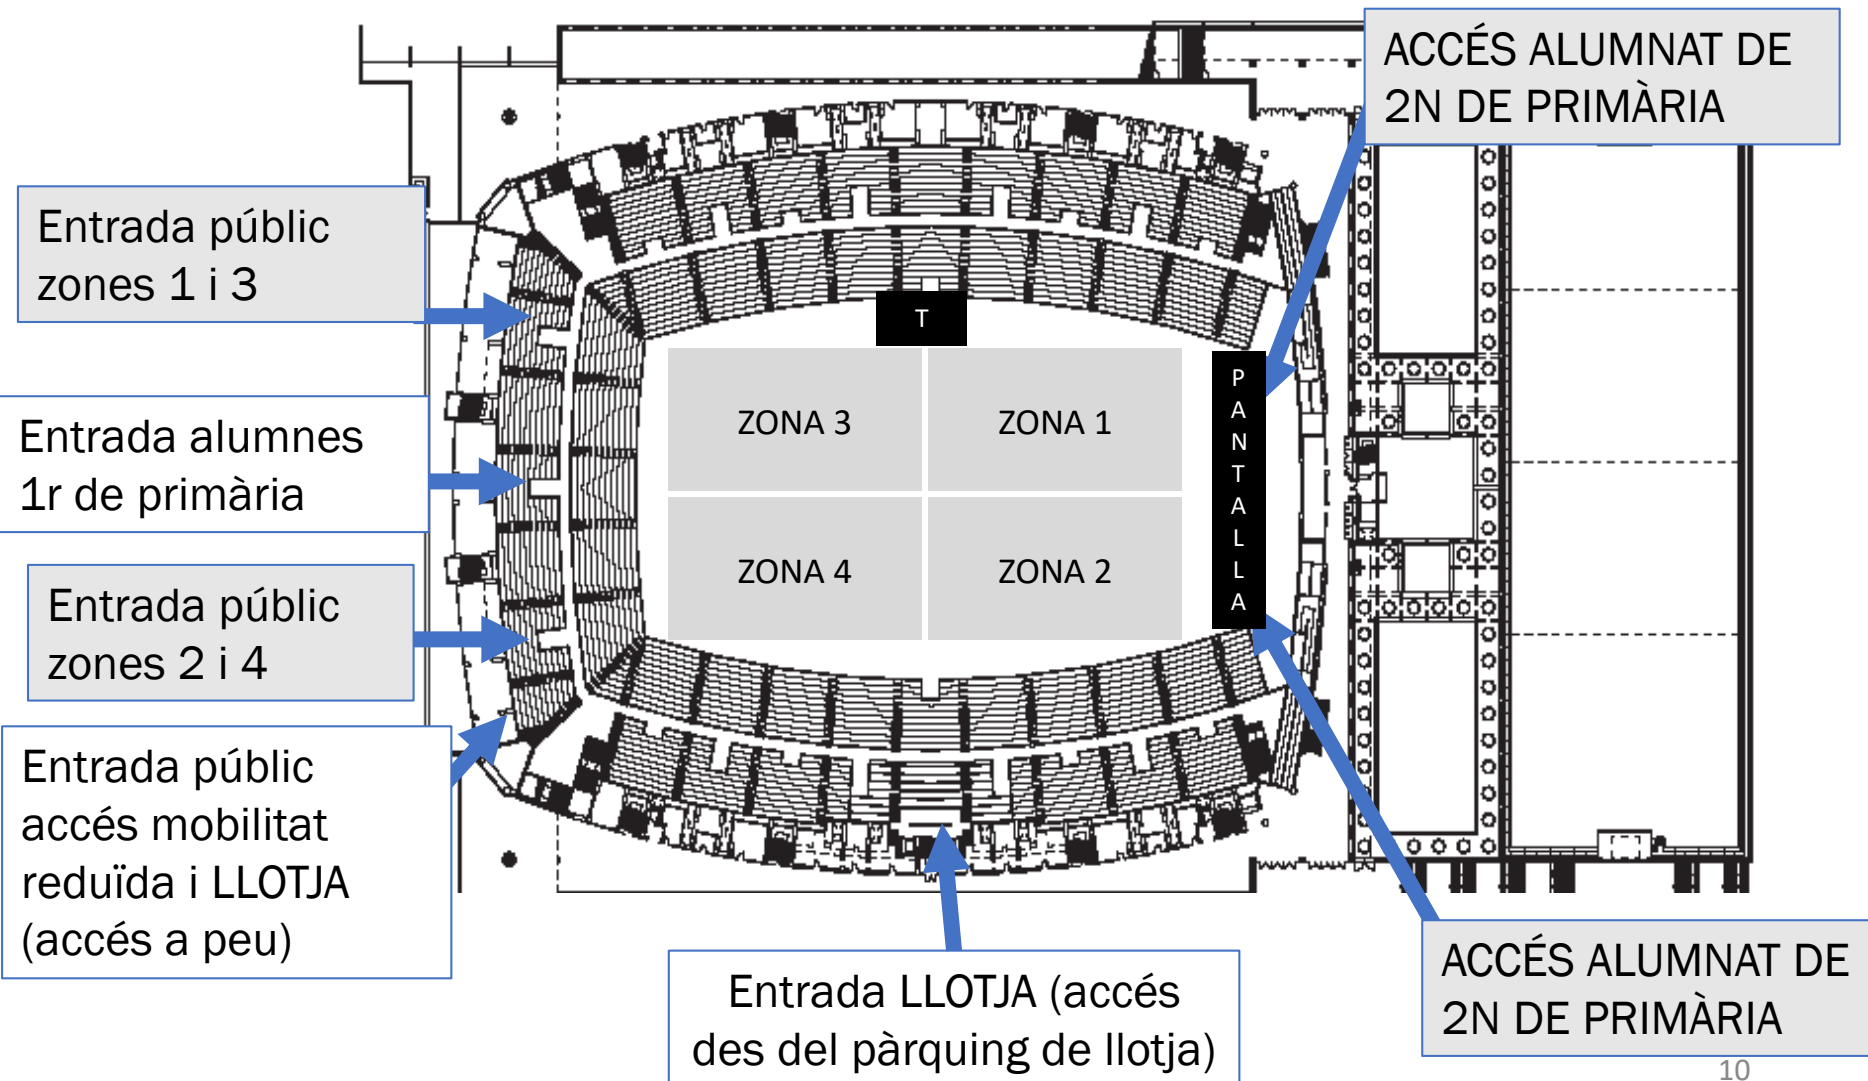 ACCÉS ALUMNAT DE
2N DE PRIMÀRIA
Entrada públic
zones 1 i 3
T
ZONA 3
ZONA 1
P
A
N
T
A
L
L
A
Entrada alumnes
1r de primària
ZONA 4
ZONA 2
Entrada públic
zones 2 i 4
Entrada públic
accés mobilitat
reduïda i LLOTJA
(accés a peu)
Entrada LLOTJA (accés
des del pàrquing de llotja)
ACCÉS ALUMNAT DE
2N DE PRIMÀRIA
10